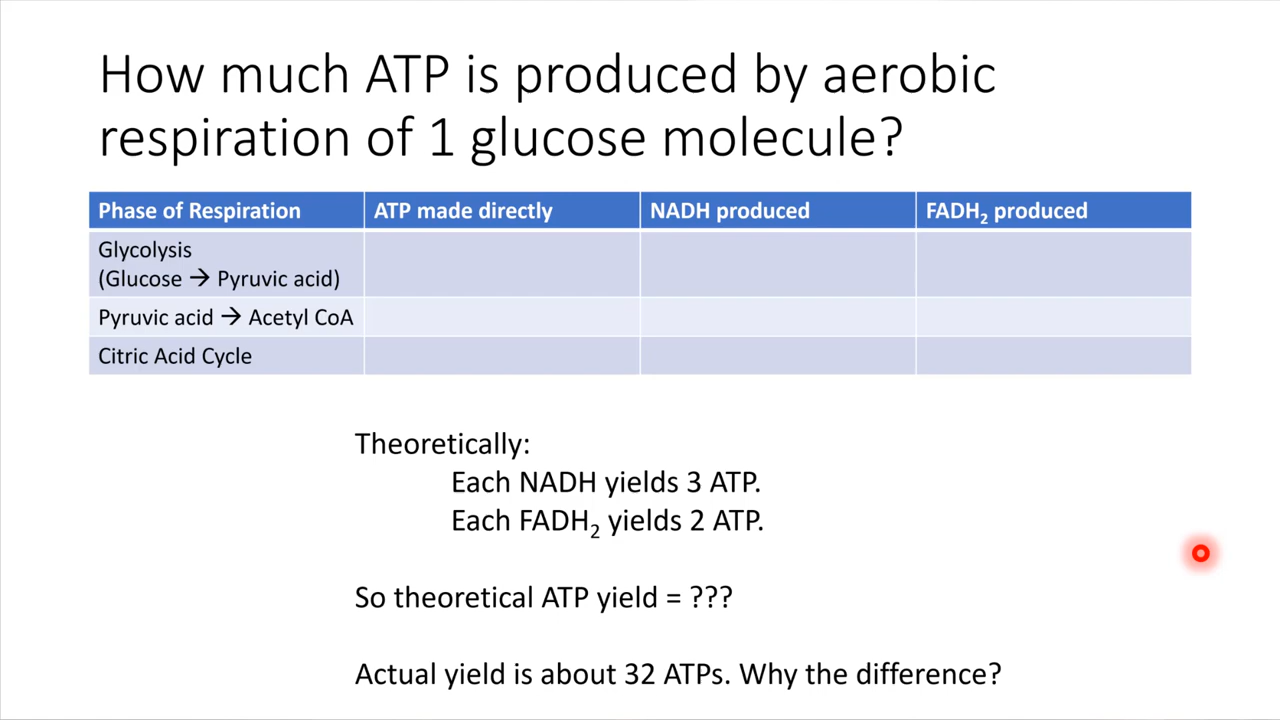 How much ATP is produced by aerobic
respiration of 1 glucose molecule?
Phase of Respiration ATP made directly NADH produced FADH₂ produced
Glycolysis
(Glucose → Pyruvic acid)
Pyruvic acid → Acetyl CoA
Citric Acid Cycle
Theoretically:
Each NADH yields 3 ATP.
Each FADH₂ yields 2 ATP.
So theoretical ATP yield = ???
Actual yield is about 32 ATPs. Why the difference?